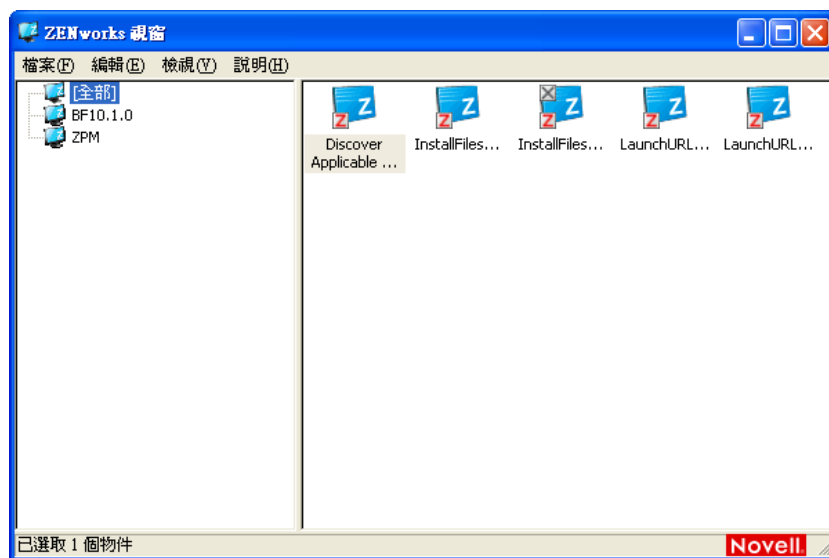 ZENworks 視窗
檔案(F) 編輯(E) 檢視(V) 說明(H)
[全部]
BF10.1.0
ZPM
Discover Applicable ...
InstallFiles...
InstallFiles...
LaunchURL...
LaunchURL...
已選取 1 個物件
Novell.